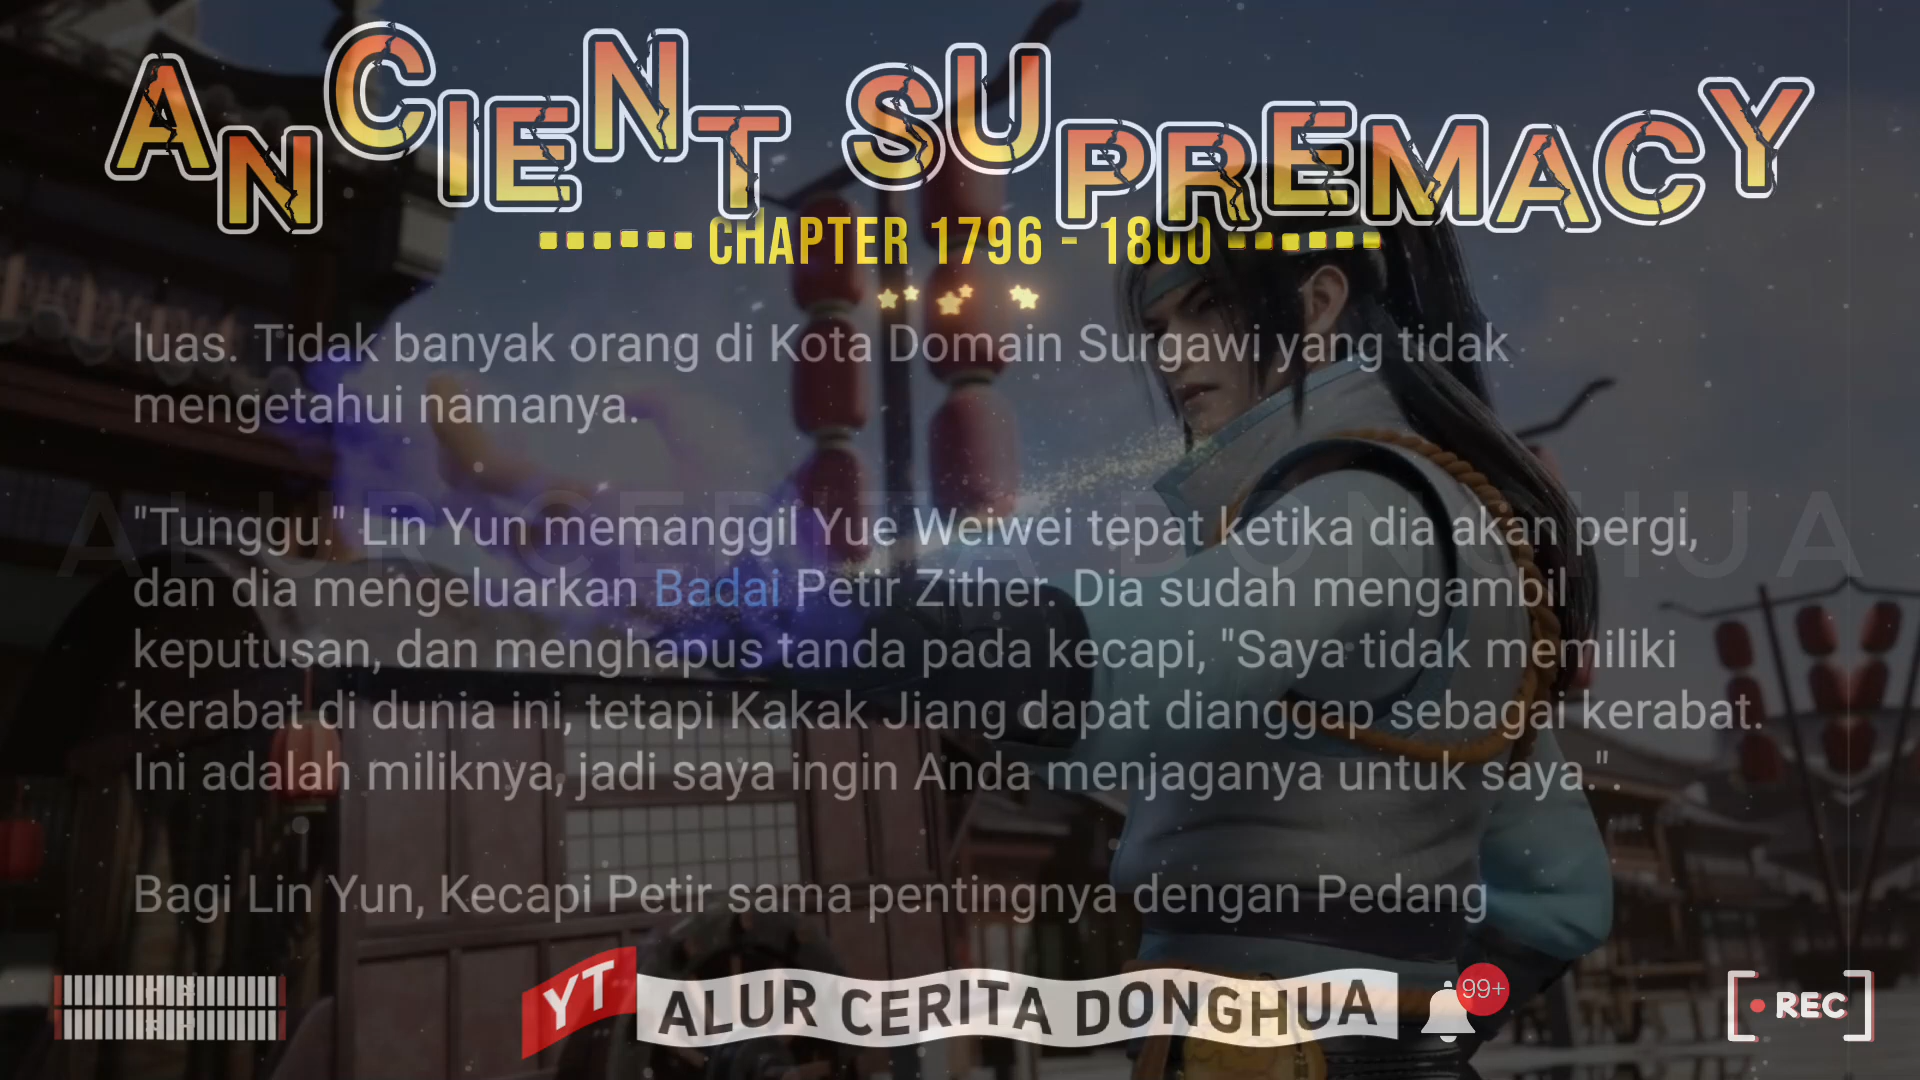 ANCIENT SUPREMACY
CHAPTER 1796 - 1800
luas. Tidak banyak orang di Kota Domain Surgawi yang tidak
mengetahui namanya.
ALUR CERITA DONGHUA
"Tunggu." Lin Yun memanggil Yue Weiwei tepat ketika dia akan pergi,
dan dia mengeluarkan Badai Petir Zither. Dia sudah mengambil
keputusan, dan menghapus tanda pada kecapi, "Saya tidak memiliki
kerabat di dunia ini, tetapi Kakak Jiang dapat dianggap sebagai kerabat.
Ini adalah miliknya, jadi saya ingin Anda menjaganya untuk saya.".
Bagi Lin Yun, Kecapi Petir sama pentingnya dengan Pedang
YT ALUR CERITA DONGHUA 99+
REC